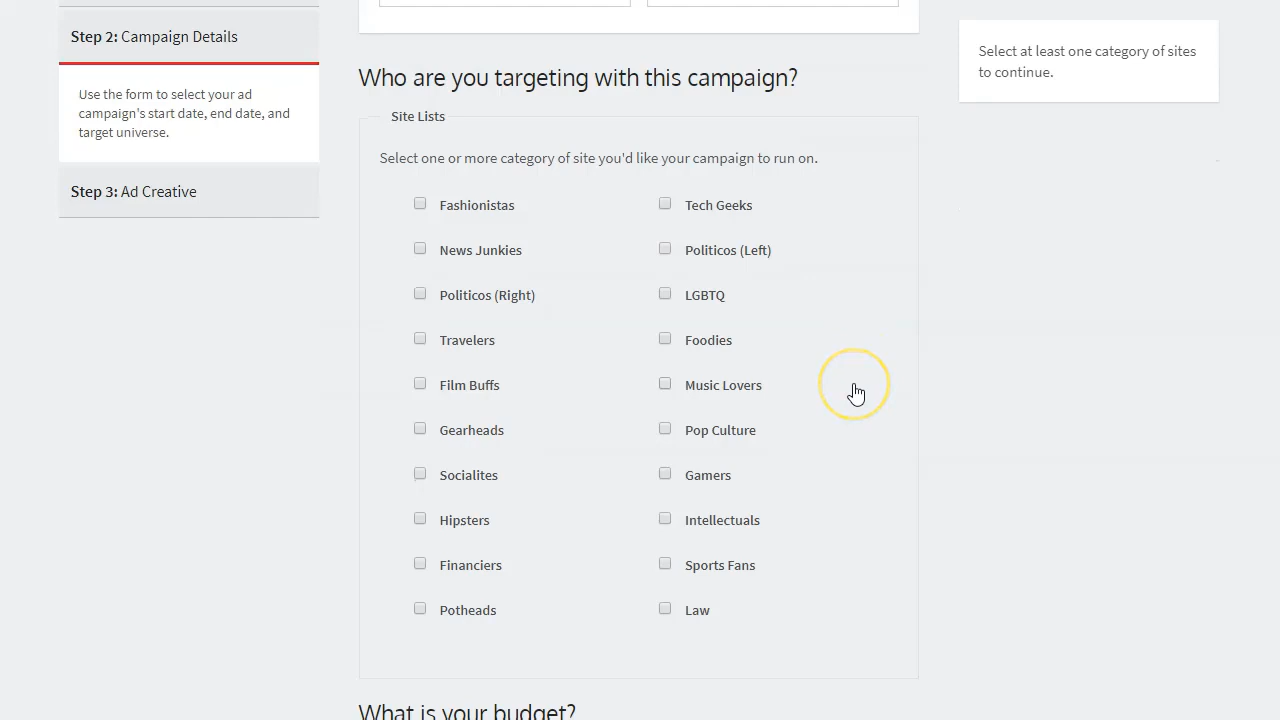 Step 2: Campaign Details
Use the form to select your ad
campaign's start date, end date, and
target universe.
Step 3: Ad Creative
Who are you targeting with this campaign?
Site Lists
Select one or more category of site you'd like your campaign to run on.
Fashionistas
Tech Geeks
News Junkies
Politicos (Left)
Politicos (Right)
LGBTQ
Travelers
Foodies
Film Buffs
Music Lovers
Gearheads
Pop Culture
Socialites
Gamers
Hipsters
Intellectuals
Financiers
Sports Fans
Potheads
Law
What is your budget?
Select at least one category of sites
to continue.